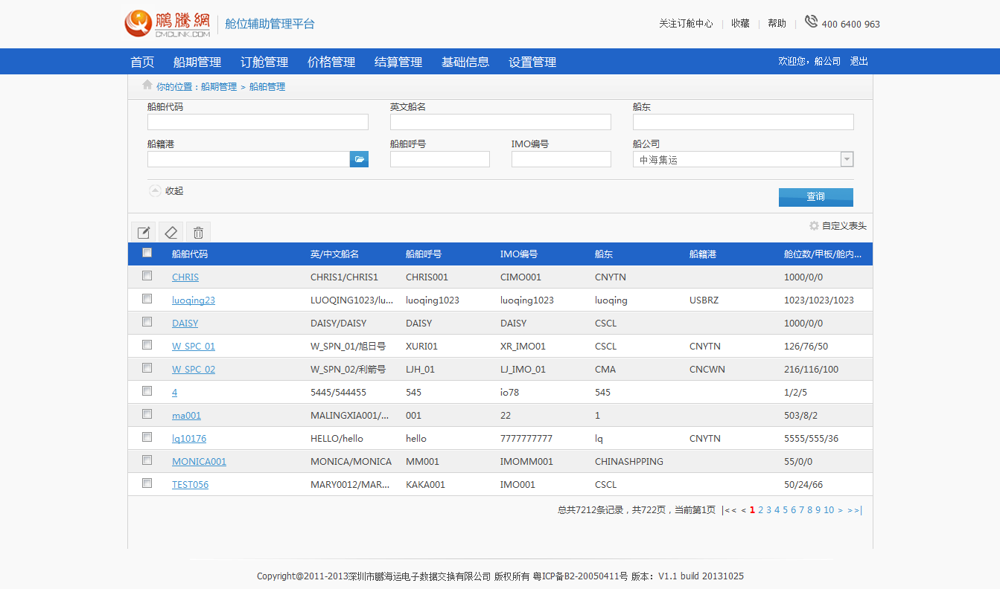 鹏腾網
CMCLINK.COM
舱位辅助管理平台
关注订舱中心 | 收藏 | 帮助 | 400 6400 963
首页 船期管理 订舱管理 价格管理 结算管理 基础信息 设置管理 欢迎您，船公司 退出
你的位置：船期管理 > 船舶管理
船舶代码 英文船名 船东
船籍港 船舶呼号 IMO编号 船公司
中海集运
收起
查询
自定义表头
船舶代码 英/中文船名 船舶呼号 IMO编号 船东 船籍港 舱位数/甲板/舱内...
CHRIS CHRIS1/CHRIS1 CHRIS001 CIMO001 CNYTN 1000/0/0
luoqing23 LUOQING1023/lu... luoqing1023 luoqing1023 luoqing USBRZ 1023/1023/1023
DAISY DAISY/DAISY DAISY DAISY CSCL 1000/0/0
W_SPC_01 W_SPN_01/旭日号 XURI01 XR_IMO01 CSCL CNYTN 126/76/50
W_SPC_02 W_SPN_02/利箭号 LJH_01 LJ_IMO_01 CMA CNCWN 216/116/100
4 5445/544455 545 io78 545 1/2/5
ma001 MALINGXIA001/... 001 22 1 503/8/2
lq10176 HELLO/hello hello 7777777777 lq CNYTN 5555/555/36
MONICA001 MONICA/MONICA MM001 IMOMM001 CHINASHPPING 55/0/0
TEST056 MARY0012/MAR... KAKA001 IMO001 CSCL 50/24/66
总共7212条记录，共722页，当前第1页 |<< < 1 2 3 4 5 6 7 8 9 10 > >>|
Copyright@2011-2013深圳市鹏海运电子数据交换有限公司 版权所有 粤ICP备B2-20050411号 版本：V1.1 build 20131025